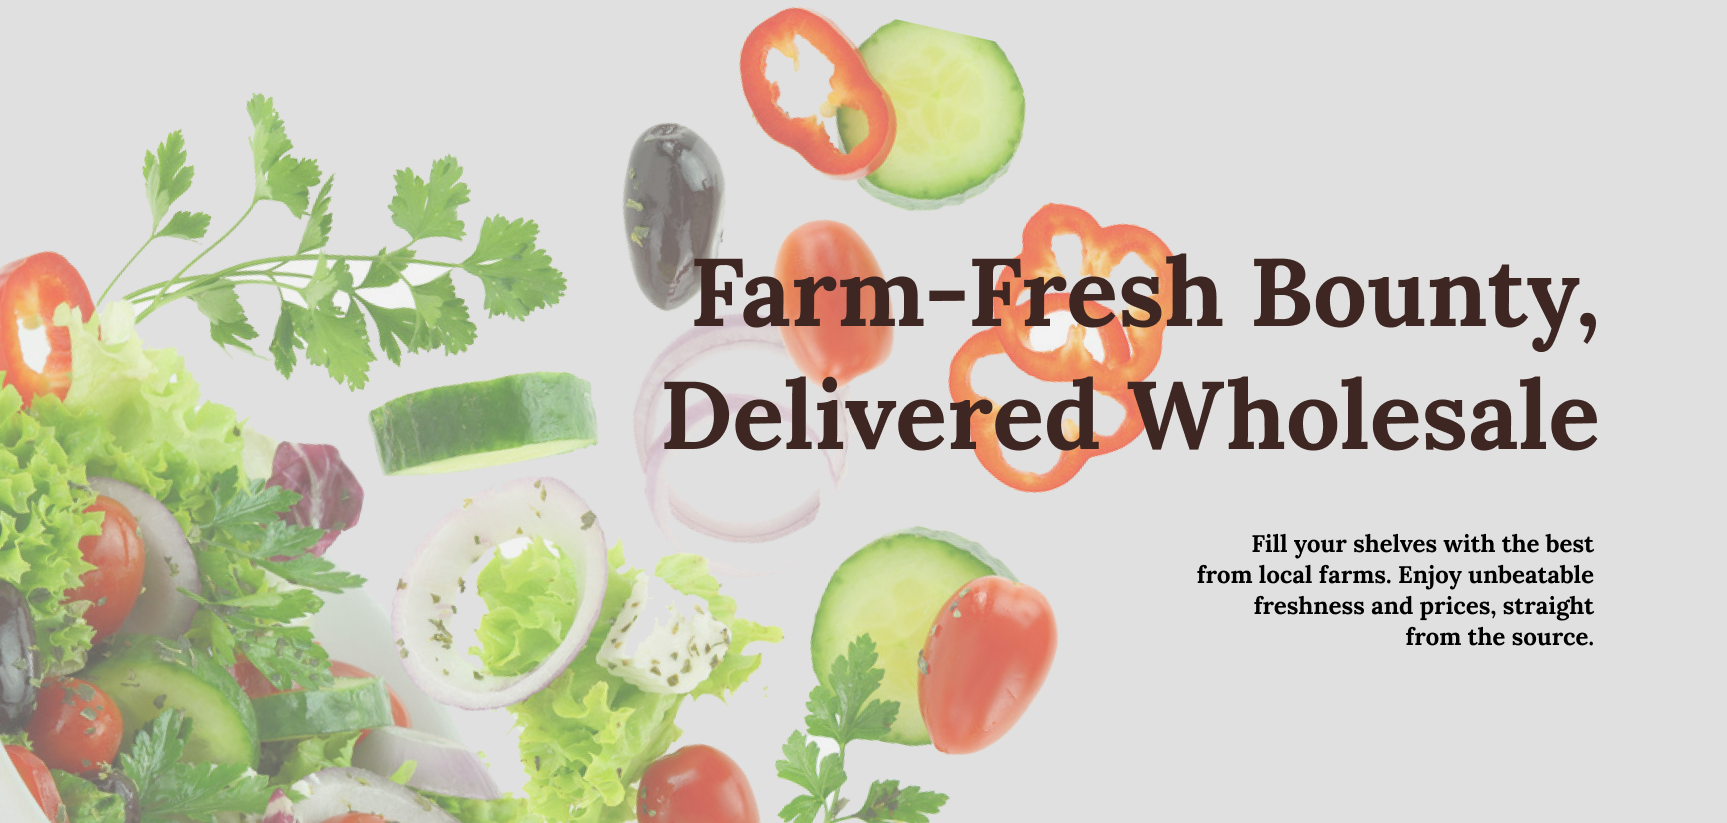 Farm-Fresh Bounty,
Delivered Wholesale
Fill your shelves with the best
from local farms. Enjoy unbeatable
freshness and prices, straight
from the source.